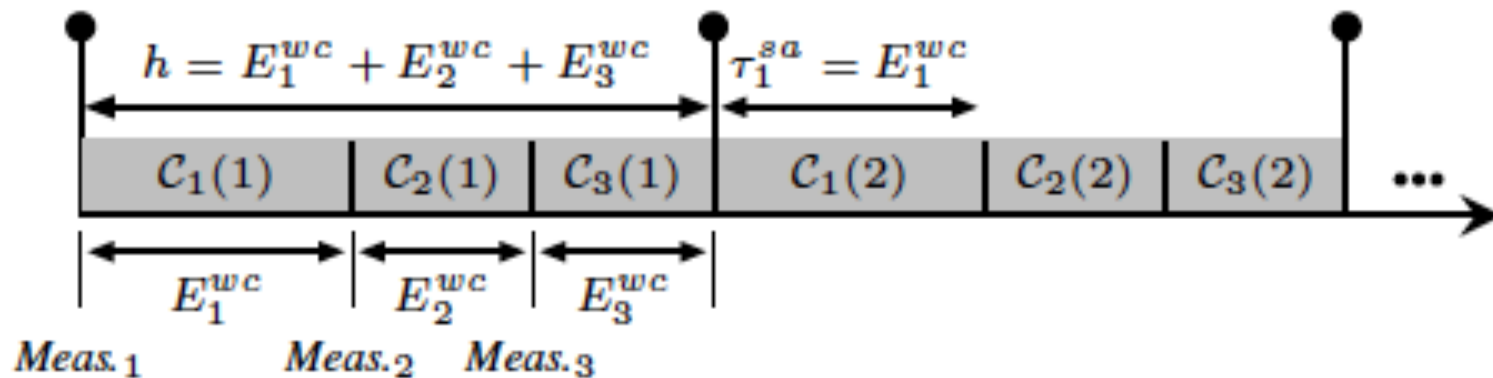 h = E_1^{wc} + E_2^{wc} + E_3^{wc} τ_1^{sa} = E_1^{wc}
𝒞_1(1) 𝒞_2(1) 𝒞_3(1) 𝒞_1(2) 𝒞_2(2) 𝒞_3(2) •••
E_1^{wc} E_2^{wc} E_3^{wc}
Meas._1 Meas._2 Meas._3